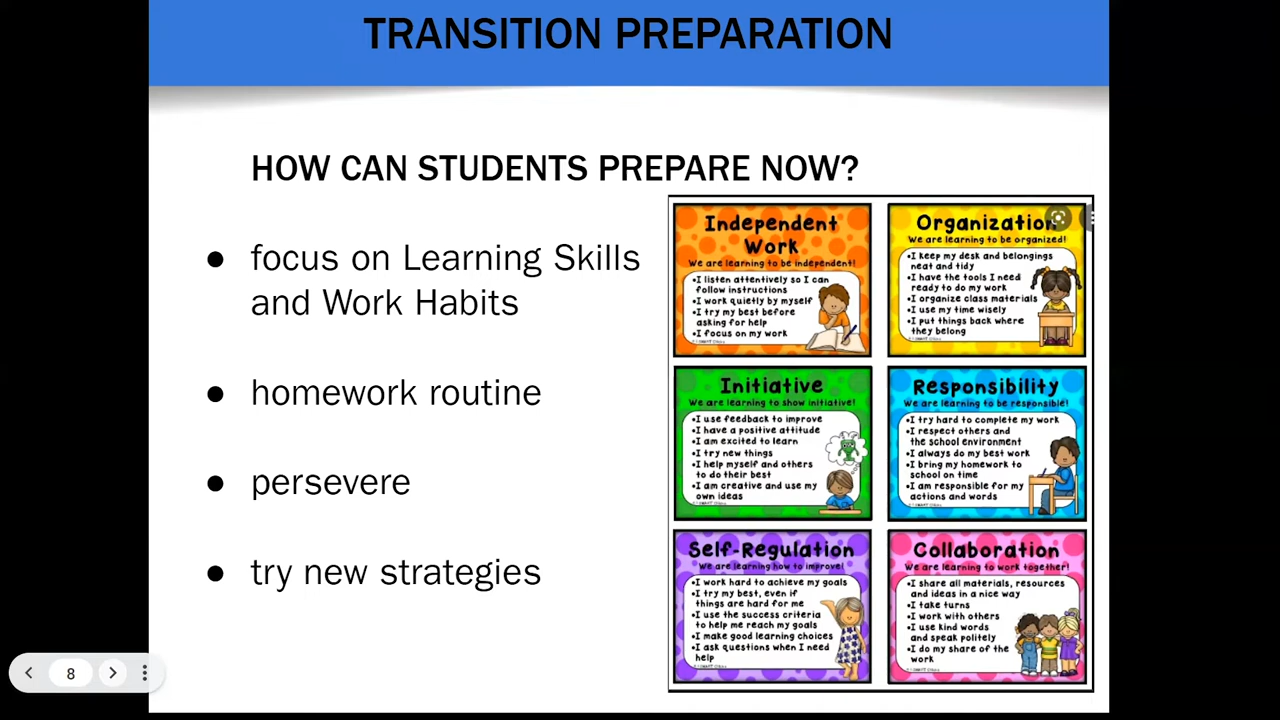 TRANSITION PREPARATION
HOW CAN STUDENTS PREPARE NOW?
● focus on Learning Skills
and Work Habits
● homework routine
● persevere
● try new strategies
Independent
Work
We are learning to be independent!
•I listen attentively so I can
follow instructions
•I work quietly by myself
•I try my best before
asking for help
•I focus on my work
Organization
We are learning to be organized!
•I keep my desk and belongings
neat and tidy
•I have the tools I need
ready to do my work
•I organize class materials
•I use my time wisely
•I put things back where
they belong
Initiative
We are learning to show initiative!
•I use feedback to improve
•I have a positive attitude
•I am excited to learn
•I try new things
•I help myself and others
to do their best
•I am creative and use my
own ideas
Responsibility
We are learning to be responsible!
•I try hard to complete my work
•I respect others and
the school environment
•I always do my best work
•I bring my homework to
school on time
•I am responsible for my
actions and words
Self-Regulation
We are learning how to improve!
•I work hard to achieve my goals
•I try my best, even if
things are hard for me
•I use the success criteria
to help me reach my goals
•I make good learning choices
•I ask questions when I need
help
Collaboration
We are learning to work together!
•I share all materials, resources
and ideas in a nice way
•I take turns
•I work with others
•I use kind words
and speak politely
•I do my share of the
work
8